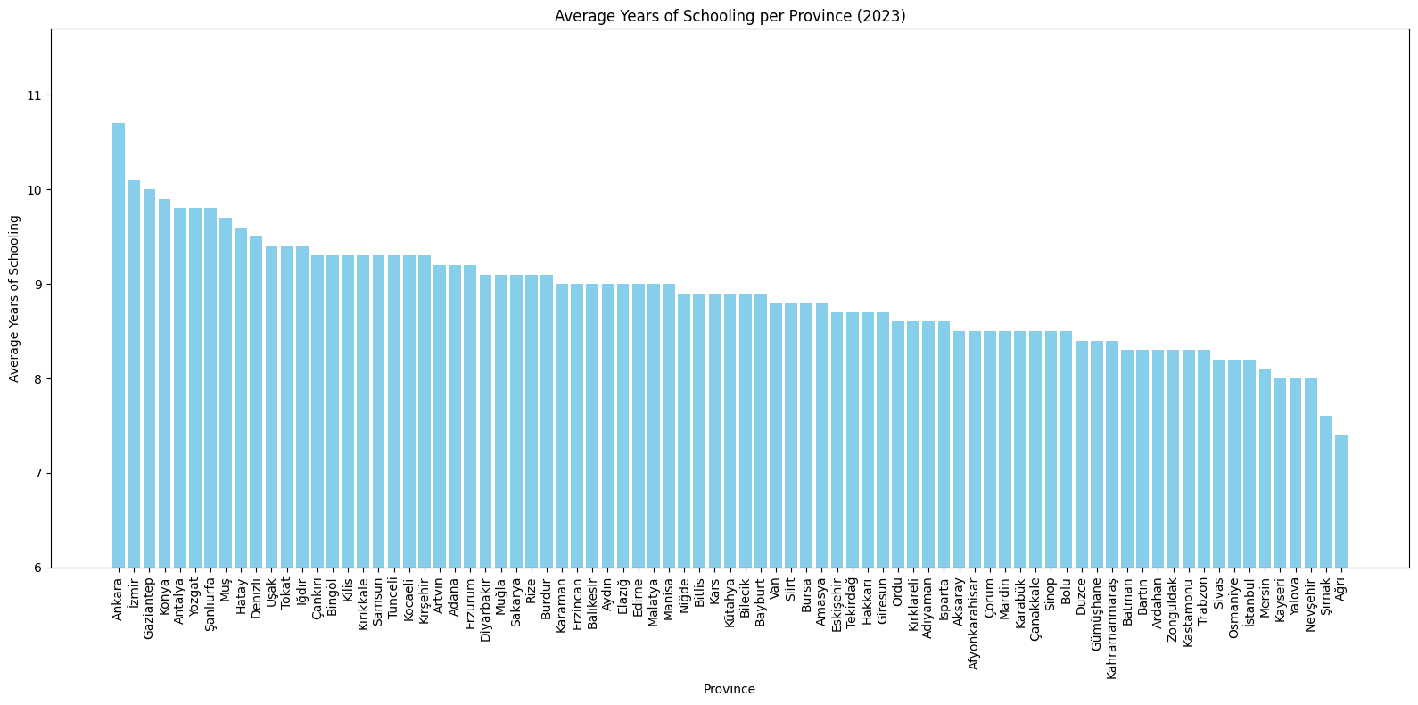 Average Years of Schooling per Province (2023)
Average Years of Schooling
11
10
9
8
7
6
Ankara
İzmir
Gaziantep
Konya
Antalya
Yozgat
Şanlıurfa
Muş
Hatay
Denizli
Uşak
Tokat
Iğdır
Çankırı
Bingöl
Kilis
Kırıkkale
Samsun
Tunceli
Kocaeli
Kırşehir
Artvin
Adana
Erzurum
Diyarbakır
Muğla
Sakarya
Rize
Burdur
Karaman
Erzincan
Balıkesir
Aydın
Elazığ
Edirne
Malatya
Manisa
Niğde
Bitlis
Kars
Kütahya
Bilecik
Bayburt
Van
Siirt
Bursa
Amasya
Eskişehir
Tekirdağ
Hakkari
Giresun
Ordu
Kırklareli
Adıyaman
Isparta
Aksaray
Afyonkarahisar
Çorum
Mardin
Karabük
Çanakkale
Sinop
Bolu
Düzce
Gümüşhane
Kahramanmaraş
Batman
Bartın
Ardahan
Zonguldak
Kastamonu
Trabzon
Sivas
Osmaniye
İstanbul
Mersin
Kayseri
Yalova
Nevşehir
Şırnak
Ağrı
Province